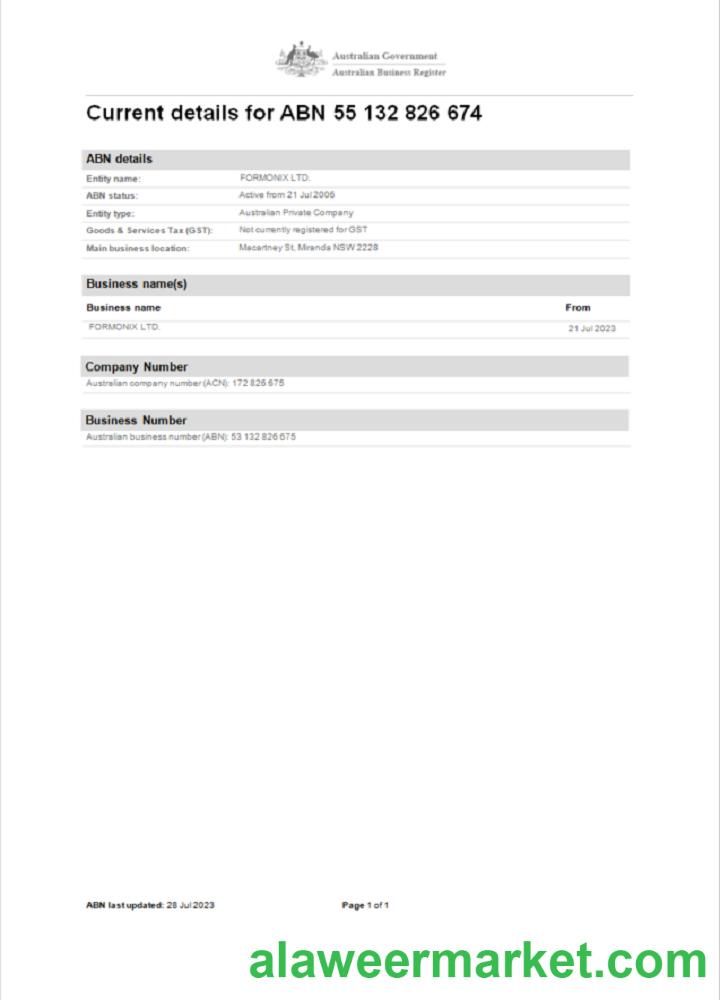 Australian Government
Australian Business Register
Current details for ABN 55 132 826 674
ABN details
Entity name: FORMONIX LTD.
ABN status: Active from 21 Jul 2006
Entity type: Australian Private Company
Goods & Services Tax (GST): Not currently registered for GST
Main business location: Macartney St, Miranda NSW 2228
Business name(s)
Business name From
FORMONIX LTD. 21 Jul 2023
Company Number
Australian company number (ACN): 172 826 675
Business Number
Australian business number (ABN): 53 132 826 675
ABN last updated: 28 Jul 2023 Page 1 of 1
alaweermarket.com